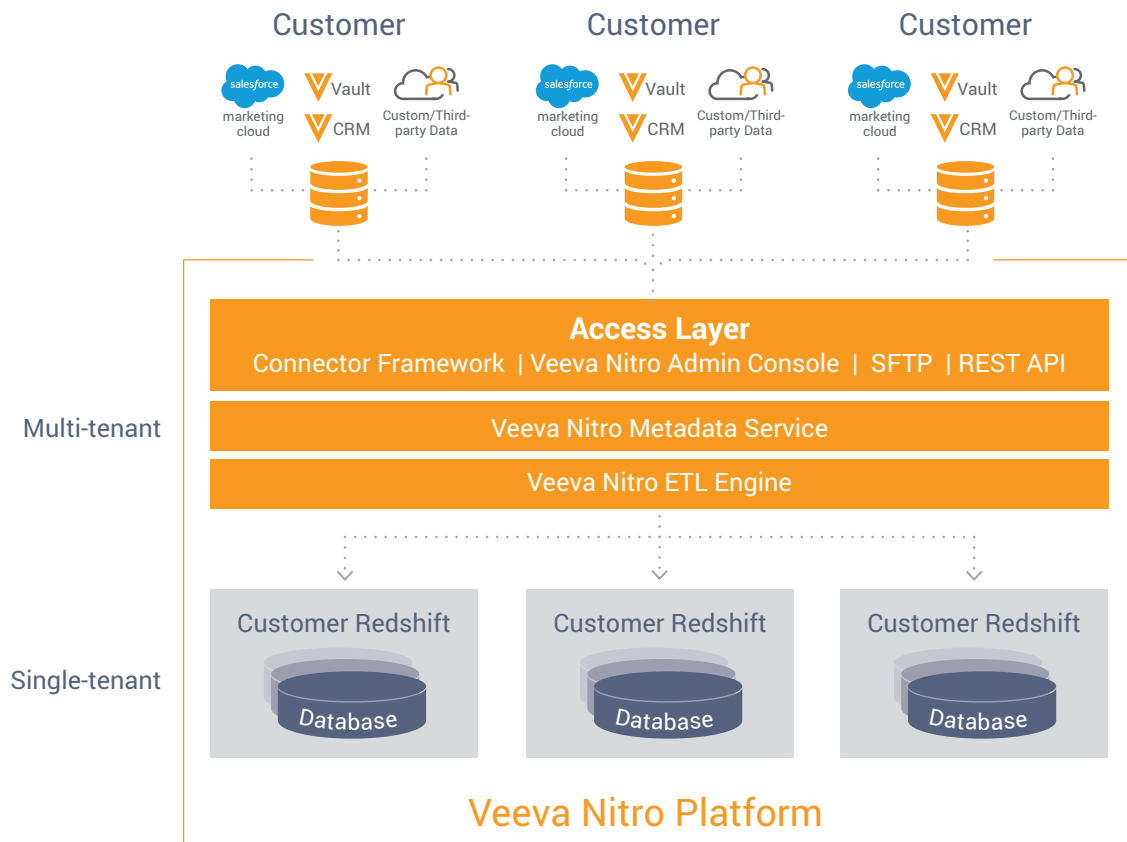 Customer
Customer
Customer
salesforce
marketing
cloud
Vault
CRM
Custom/Third-
party Data
salesforce
marketing
cloud
Vault
CRM
Custom/Third-
party Data
salesforce
marketing
cloud
Vault
CRM
Custom/Third-
party Data
Access Layer
Connector Framework | Veeva Nitro Admin Console | SFTP | REST API
Multi-tenant
Veeva Nitro Metadata Service
Veeva Nitro ETL Engine
Single-tenant
Customer Redshift
Database
Customer Redshift
Database
Customer Redshift
Database
Veeva Nitro Platform